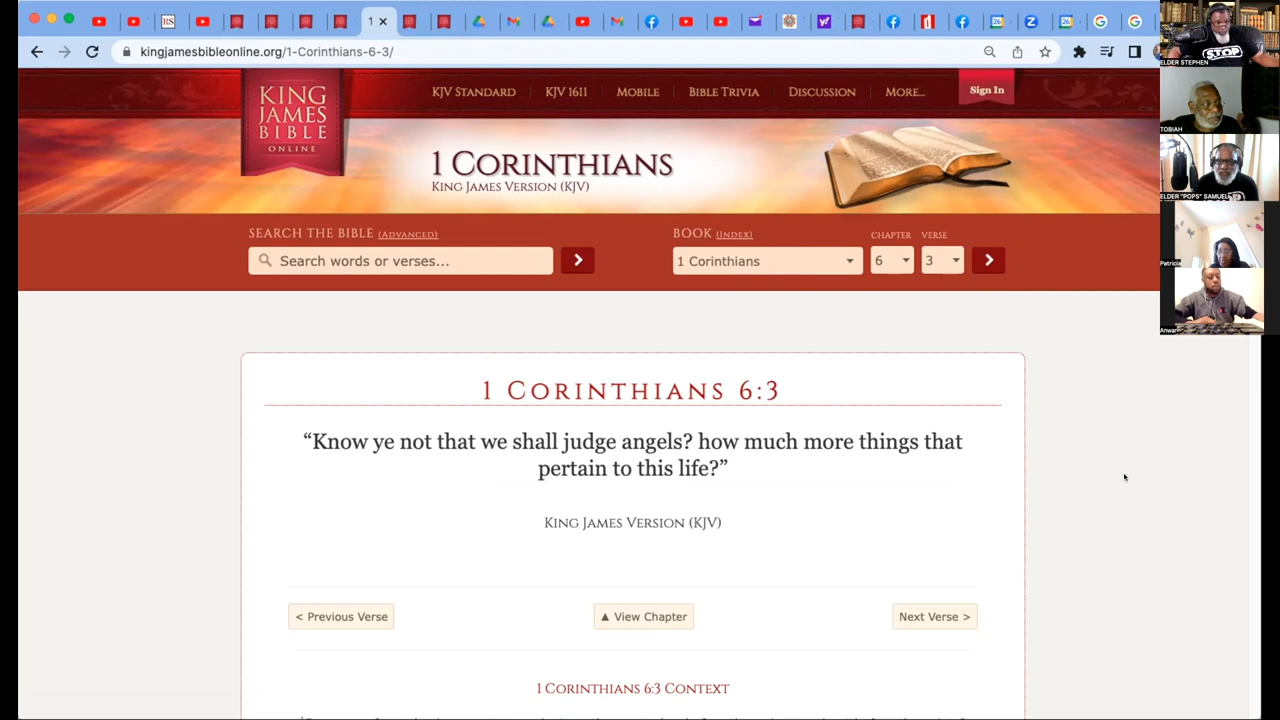 1
kingjamesbibleonline.org/1-Corinthians-6-3/
KING
JAMES
BIBLE
ONLINE
KJV STANDARD
KJV 1611
MOBILE
BIBLE TRIVIA
DISCUSSION
MORE...
Sign In
1 CORINTHIANS
KING JAMES VERSION (KJV)
SEARCH THE BIBLE (ADVANCED)
BOOK (INDEX)
CHAPTER
VERSE
Search words or verses...
1 Corinthians
6
3
1 CORINTHIANS 6:3
“Know ye not that we shall judge angels? how much more things that
pertain to this life?”
KING JAMES VERSION (KJV)
< Previous Verse
▲ View Chapter
Next Verse >
1 CORINTHIANS 6:3 CONTEXT
STOP
ELDER STEPHEN
TOBIAH
ELDER "POPS" SAMUEL
Patricia
Anwar